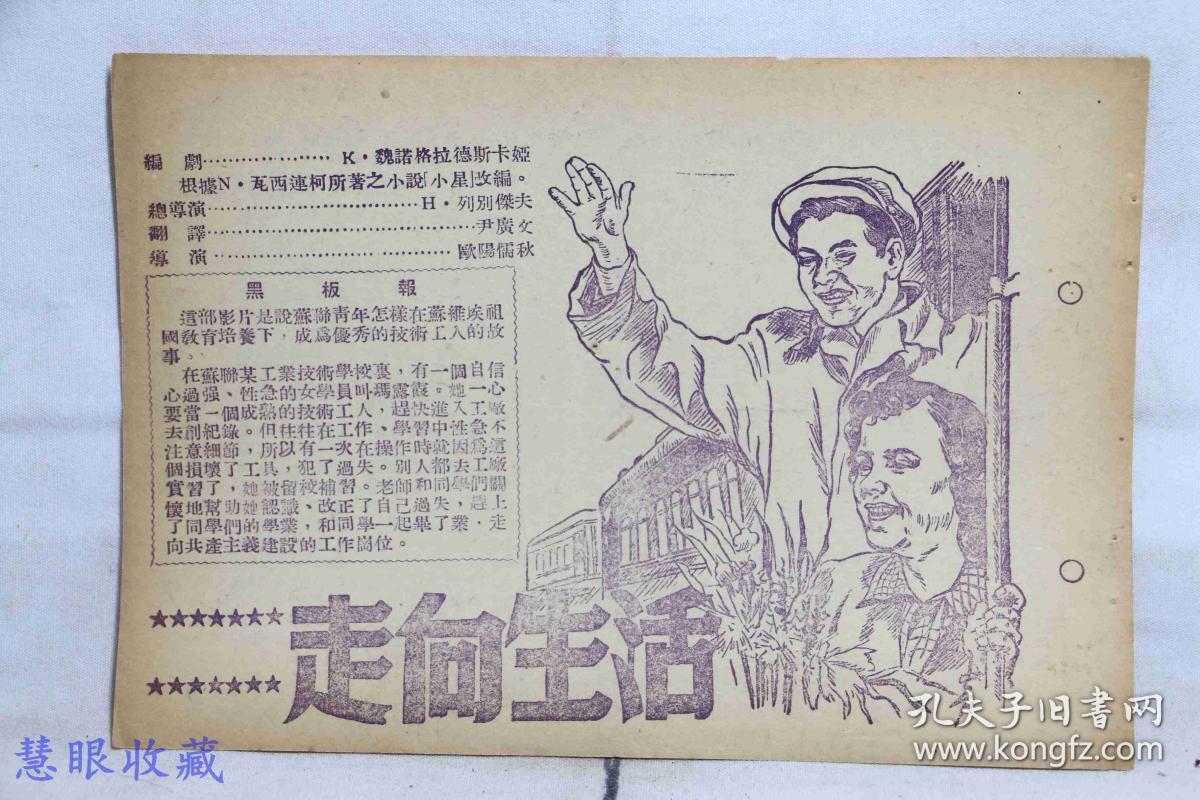 編　劇………………… K・魏諾格拉德斯卡婭
根據N・瓦西連柯所著之小說「小星」改編。
總導演…………………………H・列別傑夫
翻　譯…………………………………尹廣文
導　演………………………………歐陽儒秋
黑　板　報
這部影片是說蘇聯青年怎樣在蘇維埃祖
國敎育培養下，成爲優秀的技術工人的故
事。
在蘇聯某工業技術學校裏，有一個自信
心過强、性急的女學員叫瑪露霞。她一心
要當一個成熟的技術工人，趕快進入工廠
去創紀錄。但往往在工作、學習中性急不
注意細節，所以有一次在操作時就因爲這
個損壞了工具，犯了過失。別人都去工廠
實習了，她被留校補習。老師和同學們關
懷地幫助她認識、改正了自己過失，趕上
了同學們的學業，和同學一起畢了業，走
向共產主義建設的工作崗位。
★★★★★★★
★★★★★★★
走向生活
慧眼收藏
孔夫子旧書网
www.kongfz.com